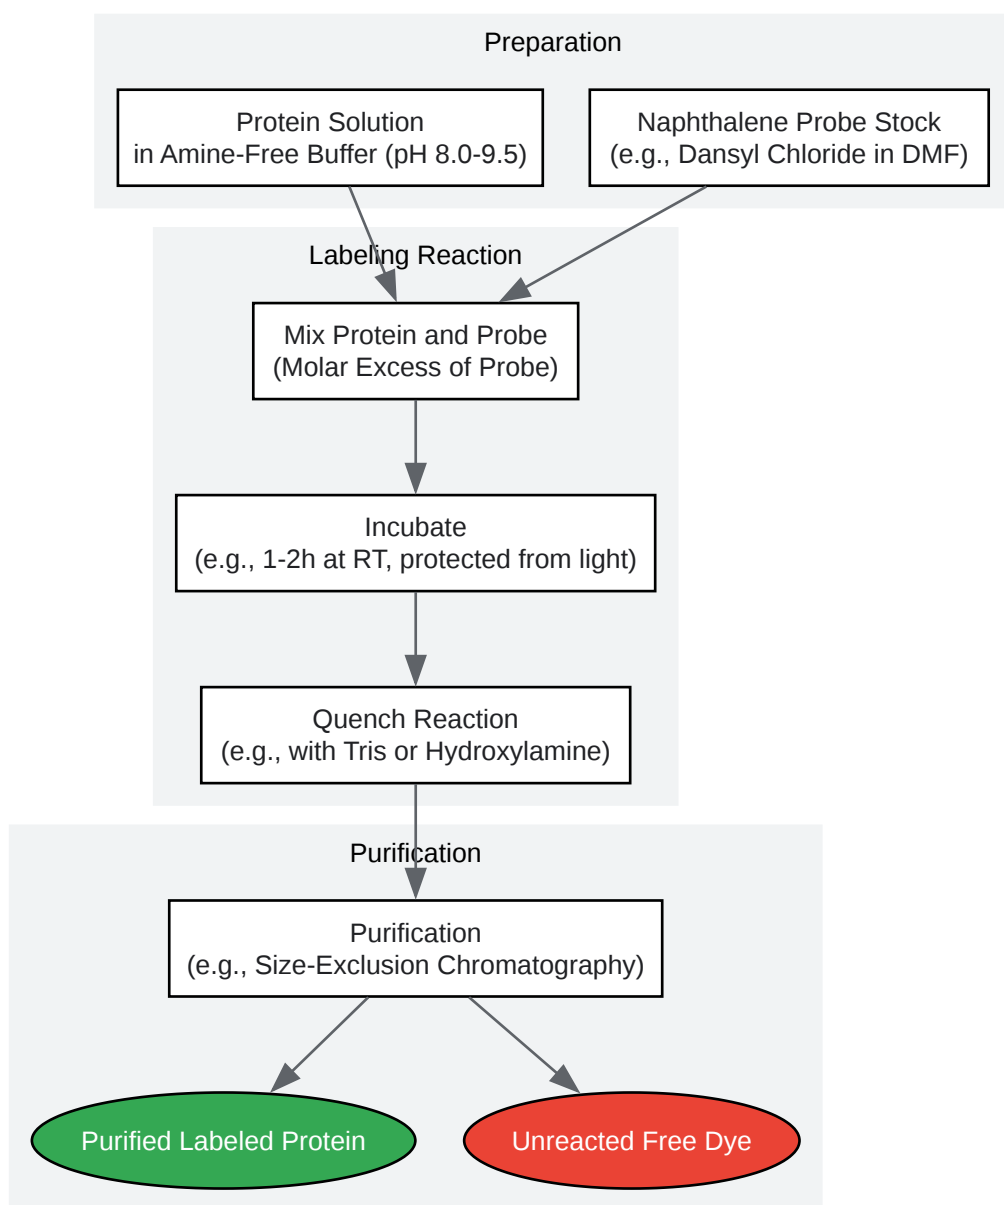 Preparation
Protein Solution
in Amine-Free Buffer (pH 8.0-9.5)
Naphthalene Probe Stock
(e.g., Dansyl Chloride in DMF)
Labeling Reaction
Mix Protein and Probe
(Molar Excess of Probe)
Incubate
(e.g., 1-2h at RT, protected from light)
Quench Reaction
(e.g., with Tris or Hydroxylamine)
Purification
Purification
(e.g., Size-Exclusion Chromatography)
Purified Labeled Protein
Unreacted Free Dye